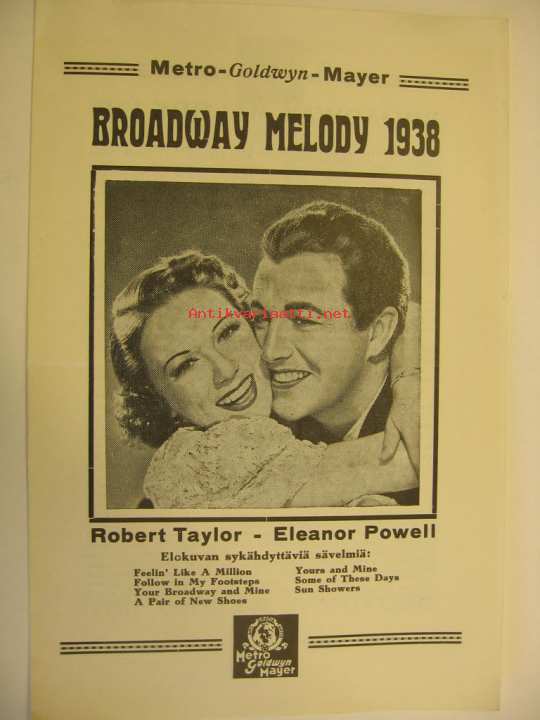 Metro-Goldwyn-Mayer
BROADWAY MELODY 1938
Antikvariaatti.net
Robert Taylor - Eleanor Powell
Elokuvan sykähdyttäviä sävelmiä:
Feelin' Like A Million
Follow in My Footsteps
Your Broadway and Mine
A Pair of New Shoes
Yours and Mine
Some of These Days
Sun Showers
Metro
Goldwyn
Mayer